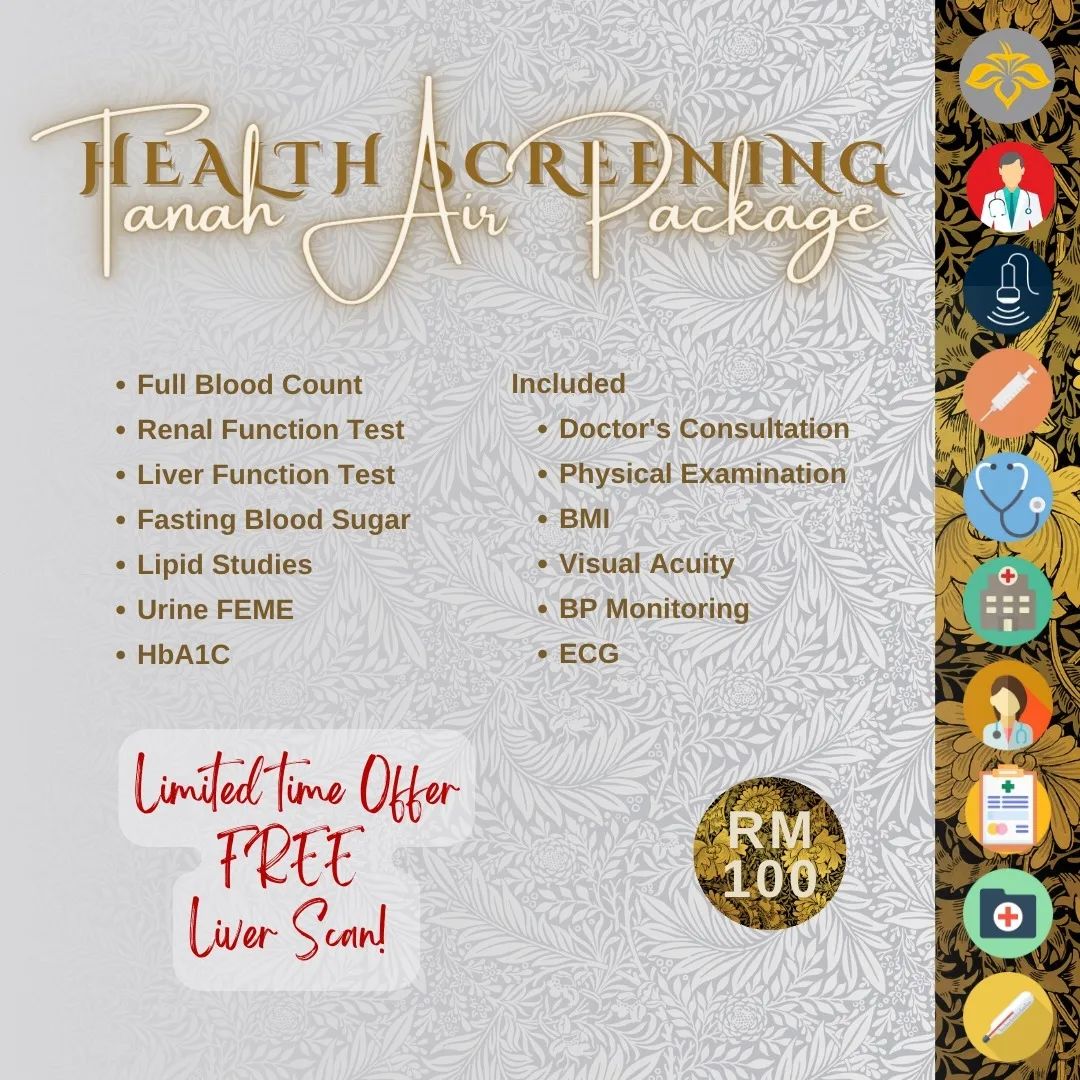 HEALTH SCREENING
Tanah Air Package
• Full Blood Count
• Renal Function Test
• Liver Function Test
• Fasting Blood Sugar
• Lipid Studies
• Urine FEME
• HbA1C
Included
• Doctor's Consultation
• Physical Examination
• BMI
• Visual Acuity
• BP Monitoring
• ECG
Limited time Offer
FREE
Liver Scan!
RM
100